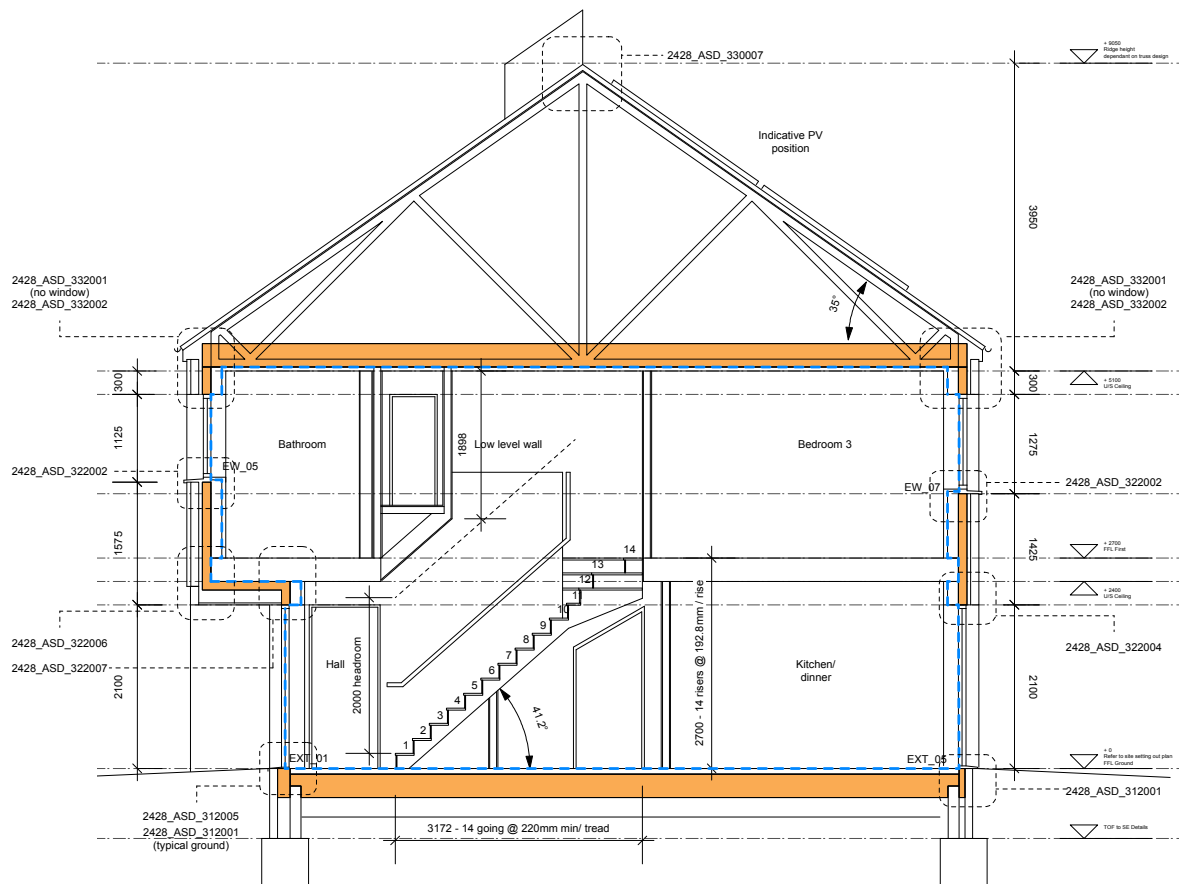 + 9050
Ridge height
dependant on truss design
2428_ASD_330007
Indicative PV
position
3950
35°
2428_ASD_332001
(no window)
2428_ASD_332002
2428_ASD_332001
(no window)
2428_ASD_332002
300
300
+ 5100
U/S Ceiling
1125
Bathroom
1898
Low level wall
Bedroom 3
1275
2428_ASD_322002
EW_05
EW_07
2428_ASD_322002
1575
14
13
12
11
10
9
8
7
6
5
4
3
2
1
1425
+ 2700
FFL First
+ 2400
U/S Ceiling
2428_ASD_322006
2428_ASD_322007
Hall
2000 headroom
2700 - 14 risers @ 192.8mm / rise
Kitchen/
dinner
2428_ASD_322004
2100
2100
41.2°
EXT_01
EXT_05
+ 0
Refer to site setting out plan
FFL Ground
2428_ASD_312001
2428_ASD_312005
2428_ASD_312001
(typical ground)
3172 - 14 going @ 220mm min/ tread
TOF to SE Details